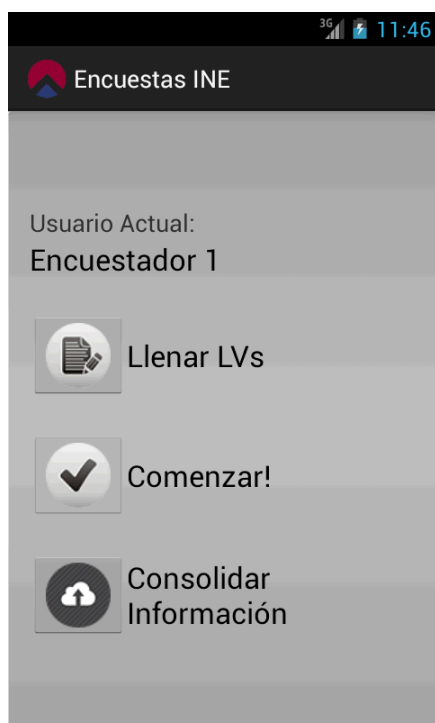 3G 11:46
Encuestas INE
Usuario Actual:
Encuestador 1
Llenar LVs
Comenzar!
Consolidar
Información